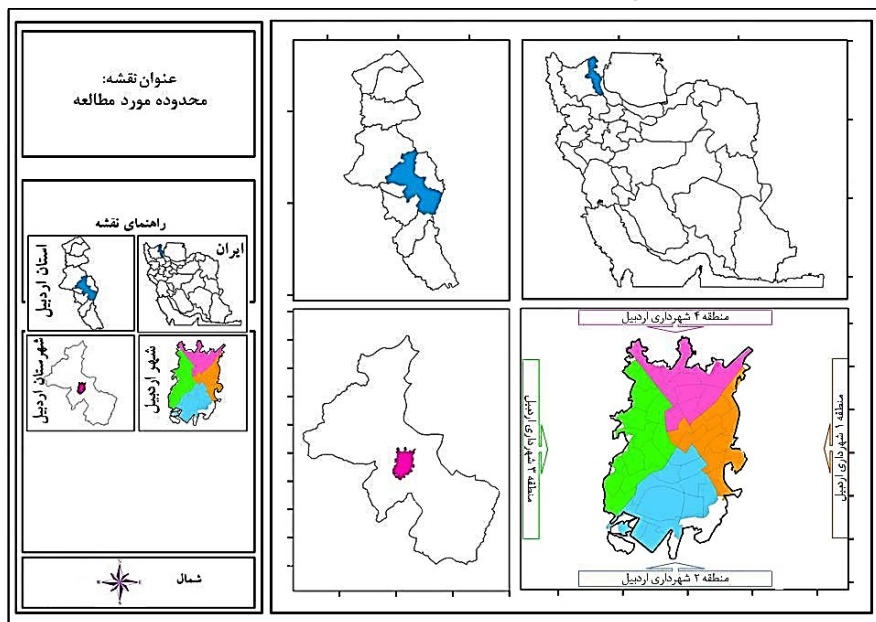 عنوان نقشه:
محدوده مورد مطالعه
راهنمای نقشه
ایران
استان اردبیل
شهر اردبیل
شهرستان اردبیل
شمال
منطقه ۴ شهرداری اردبیل
منطقه ۱ شهرداری اردبیل
منطقه ۳ شهرداری اردبیل
منطقه ۲ شهرداری اردبیل